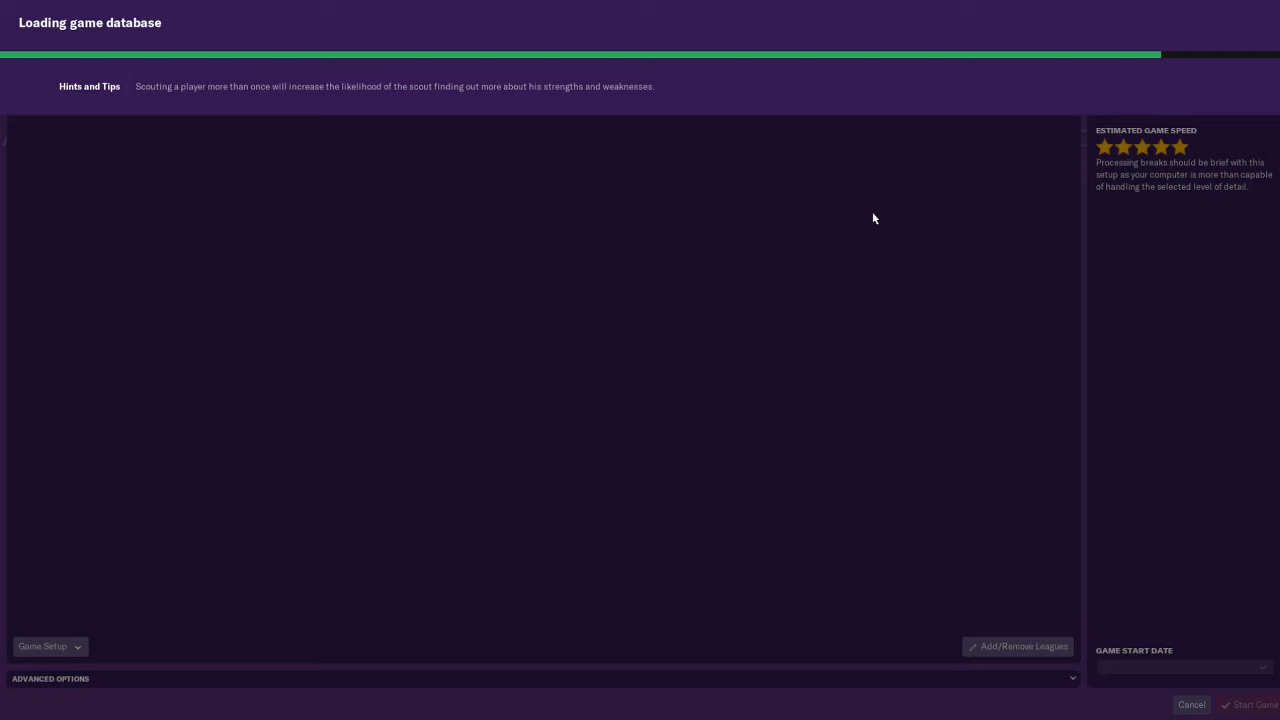 Loading game database
Hints and Tips Scouting a player more than once will increase the likelihood of the scout finding out more about his strengths and weaknesses.
ESTIMATED GAME SPEED
Processing breaks should be brief with this
setup as your computer is more than capable
of handling the selected level of detail.
Game Setup
Add/Remove Leagues
GAME START DATE
ADVANCED OPTIONS
Cancel
Start Game